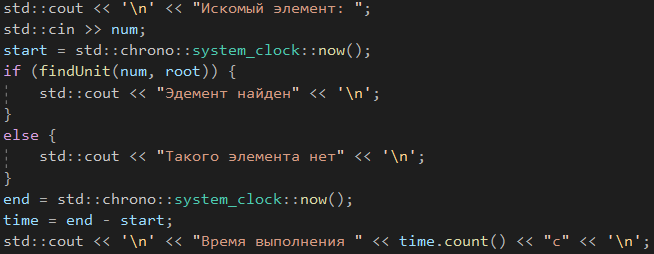 std::cout << '\n' << "Искомый элемент: ";
std::cin >> num;
start = std::chrono::system_clock::now();
if (findUnit(num, root)) {
std::cout << "Эдемент найден" << '\n';
}
else {
std::cout << "Такого элемента нет" << '\n';
}
end = std::chrono::system_clock::now();
time = end - start;
std::cout << '\n' << "Время выполнения " << time.count() << "с" << '\n';